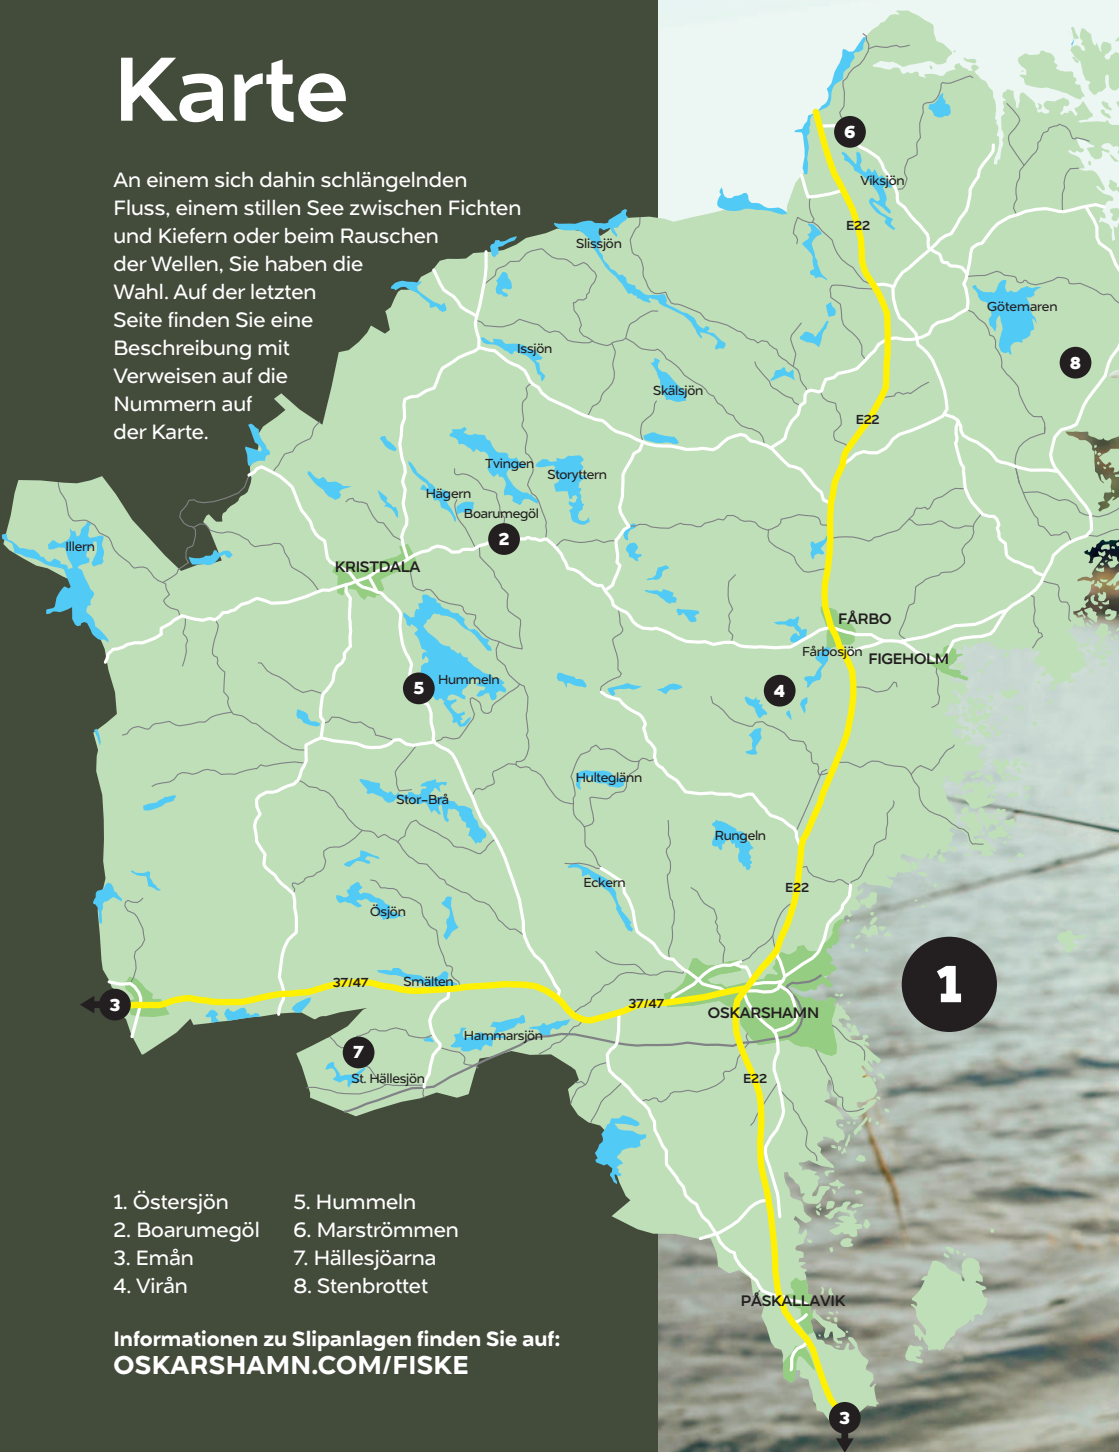 Karte
An einem sich dahin schlängelnden
Fluss, einem stillen See zwischen Fichten
und Kiefern oder beim Rauschen
der Wellen, Sie haben die
Wahl. Auf der letzten
Seite finden Sie eine
Beschreibung mit
Verweisen auf die
Nummern auf
der Karte.
6
Viksjön
E22
Slissjön
Götemaren
Issjön
8
Skälsjön
E22
Tvingen
Storyttern
Hägern
Boarumegöl
2
Illern
KRISTDALA
FÅRBO
Fårbosjön
FIGEHOLM
Hummeln
5
4
Hulteglänn
Stor-Brå
Rungeln
Eckern
E22
Ösjön
37/47
Smälten
1
3
37/47
OSKARSHAMN
Hammarsjön
7
St. Hällesjön
E22
1. Östersjön
2. Boarumegöl
3. Emån
4. Virån
5. Hummeln
6. Marströmmen
7. Hällesjöarna
8. Stenbrottet
PÅSKALLAVIK
Informationen zu Slipanlagen finden Sie auf:
OSKARSHAMN.COM/FISKE
3